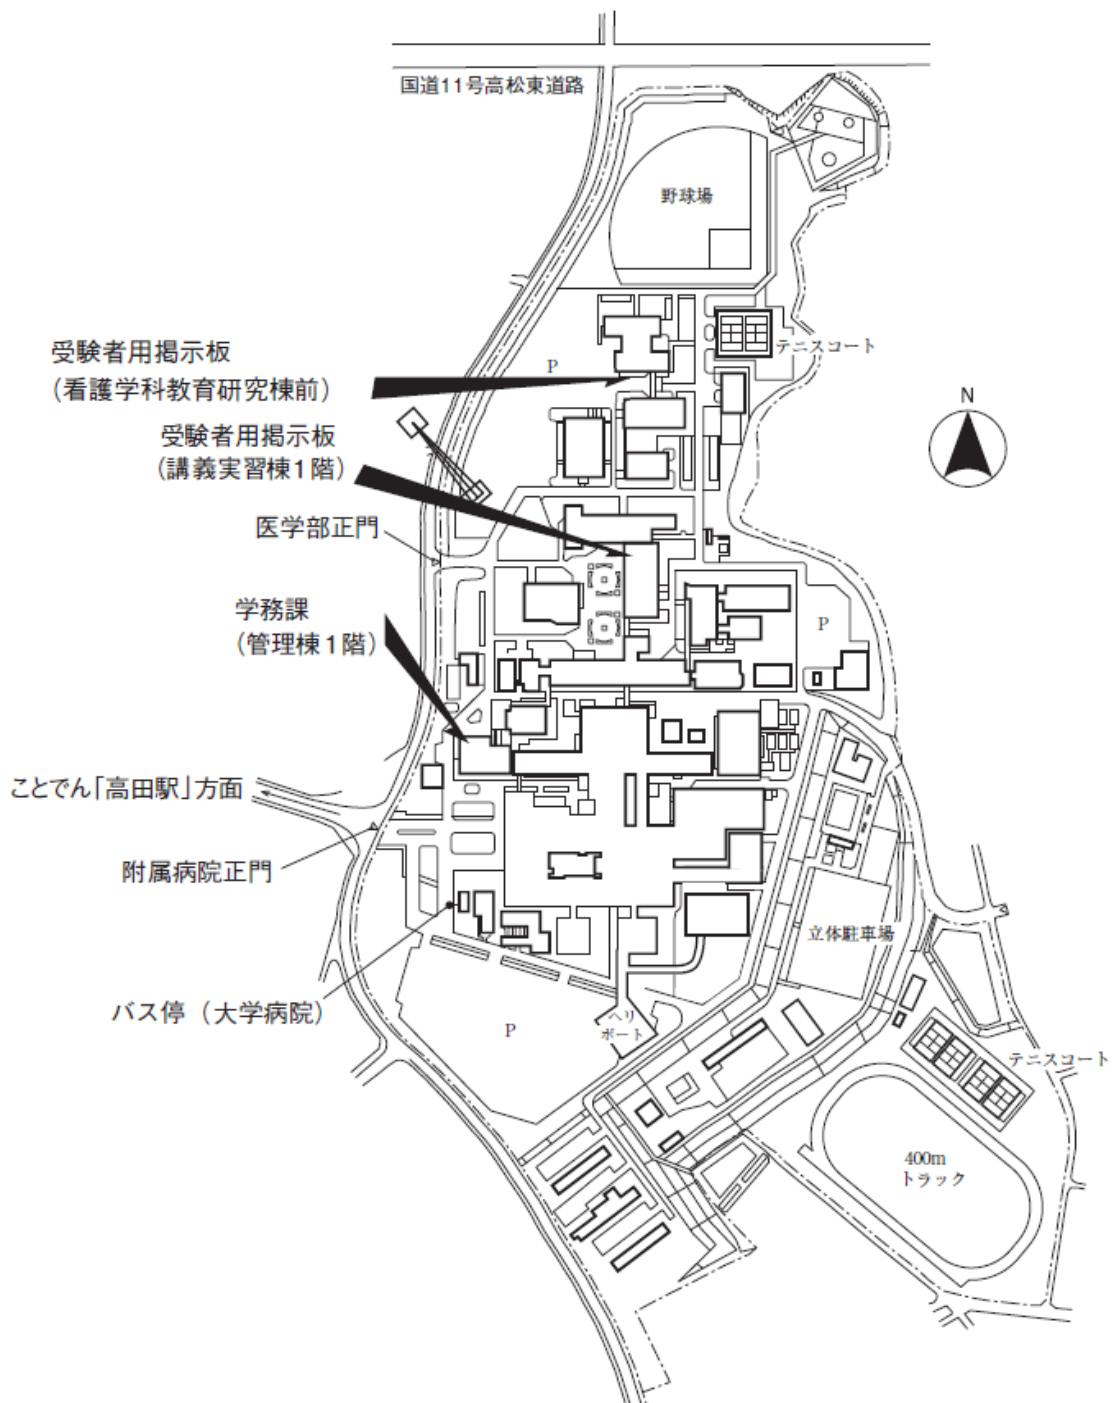 国道11号高松東道路
野球場
テニスコート
受験者用掲示板
（看護学科教育研究棟前）
P
N
受験者用掲示板
（講義実習棟1階）
医学部正門
学務課
（管理棟1階）
P
ことでん「高田駅」方面
附属病院正門
立体駐車場
バス停（大学病院）
P
ヘリ
ポート
テニスコート
400m
トラック